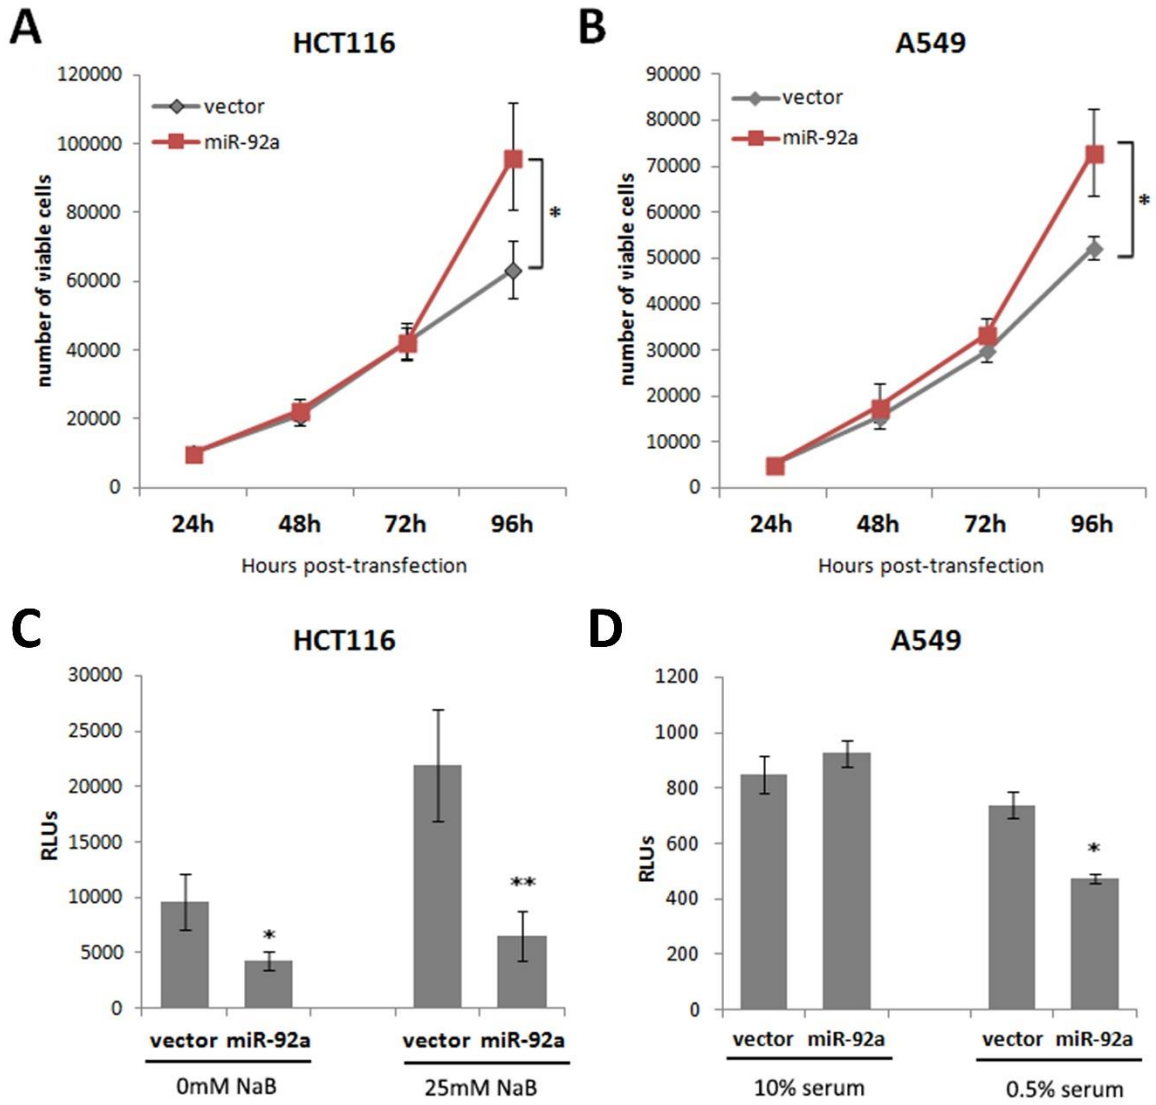 A
HCT116
120000
100000
80000
60000
40000
20000
0
number of viable cells
vector
miR-92a
*
24h 48h 72h 96h
Hours post-transfection
B
A549
90000
80000
70000
60000
50000
40000
30000
20000
10000
0
number of viable cells
vector
miR-92a
*
24h 48h 72h 96h
Hours post-transfection
C
HCT116
30000
25000
20000
15000
10000
5000
0
RLUs
*
**
vector miR-92a vector miR-92a
0mM NaB 25mM NaB
D
A549
1200
1000
800
600
400
200
0
RLUs
*
vector miR-92a vector miR-92a
10% serum 0.5% serum